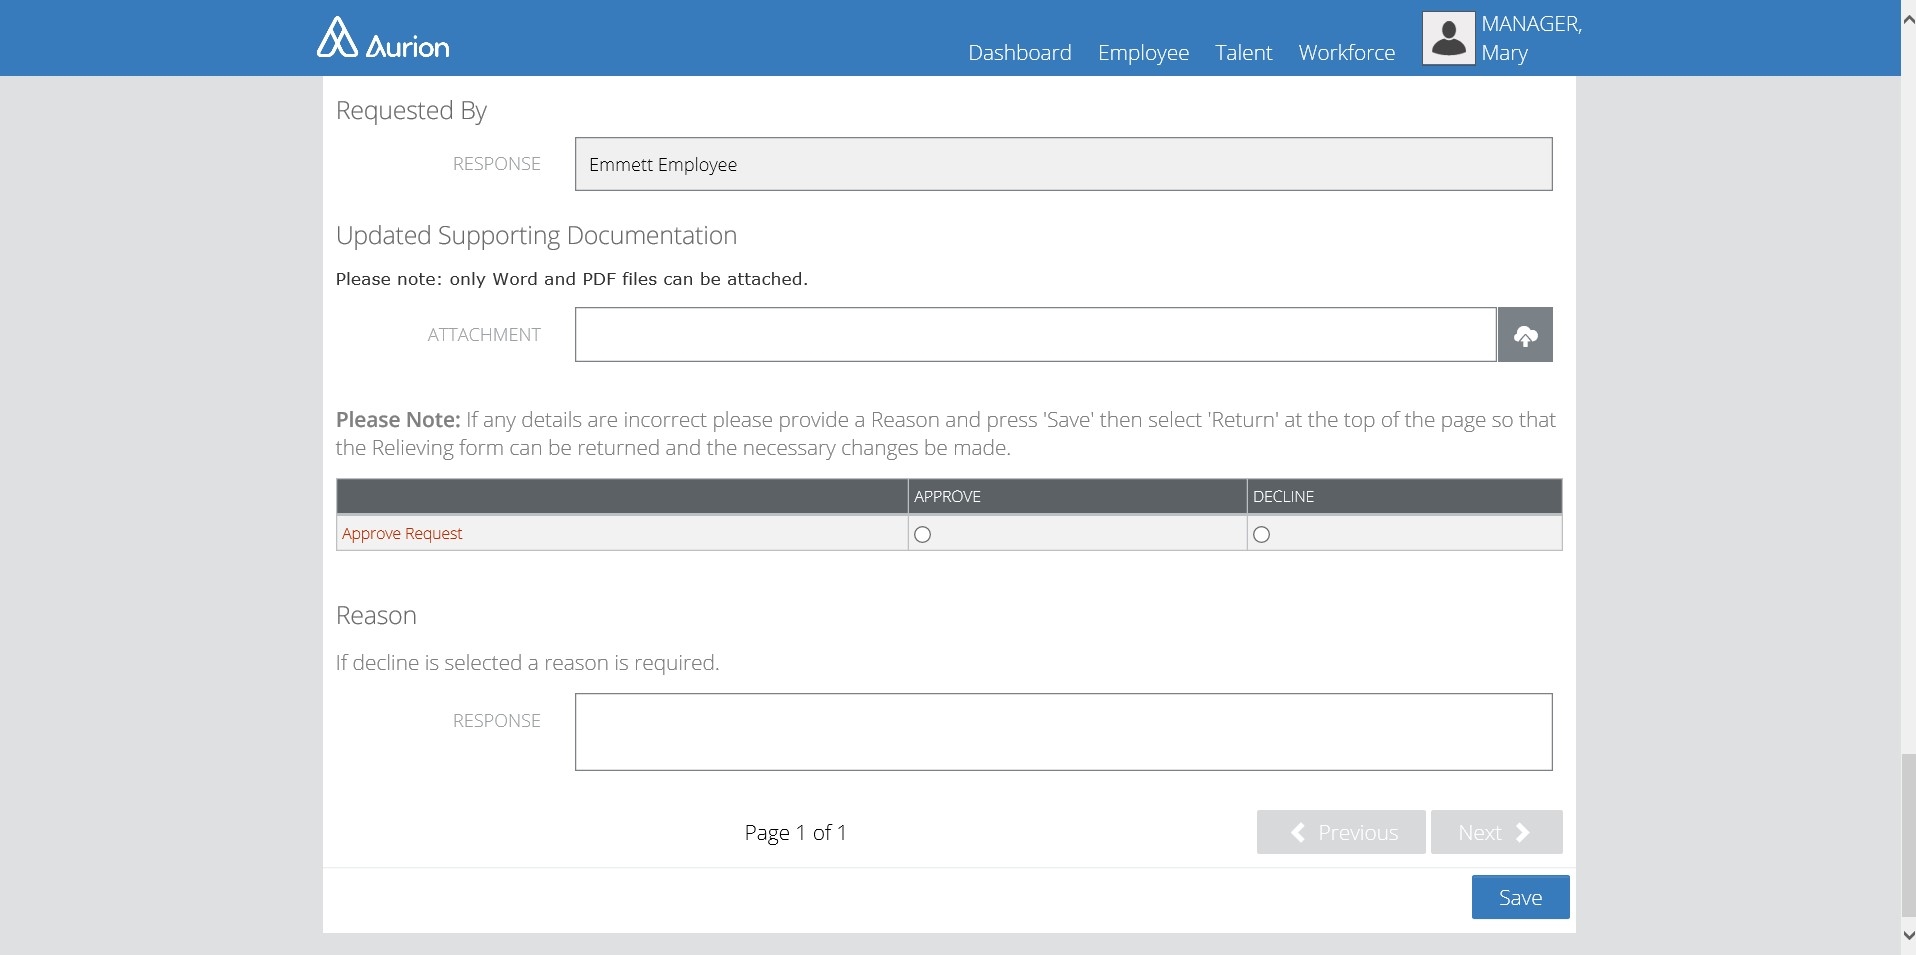 Aurion
Dashboard Employee Talent Workforce
MANAGER,
Mary
Requested By
RESPONSE
Emmett Employee
Updated Supporting Documentation
Please note: only Word and PDF files can be attached.
ATTACHMENT
Please Note: If any details are incorrect please provide a Reason and press 'Save' then select 'Return' at the top of the page so that
the Relieving form can be returned and the necessary changes be made.
APPROVE DECLINE
Approve Request
Reason
If decline is selected a reason is required.
RESPONSE
Page 1 of 1
Previous Next
Save